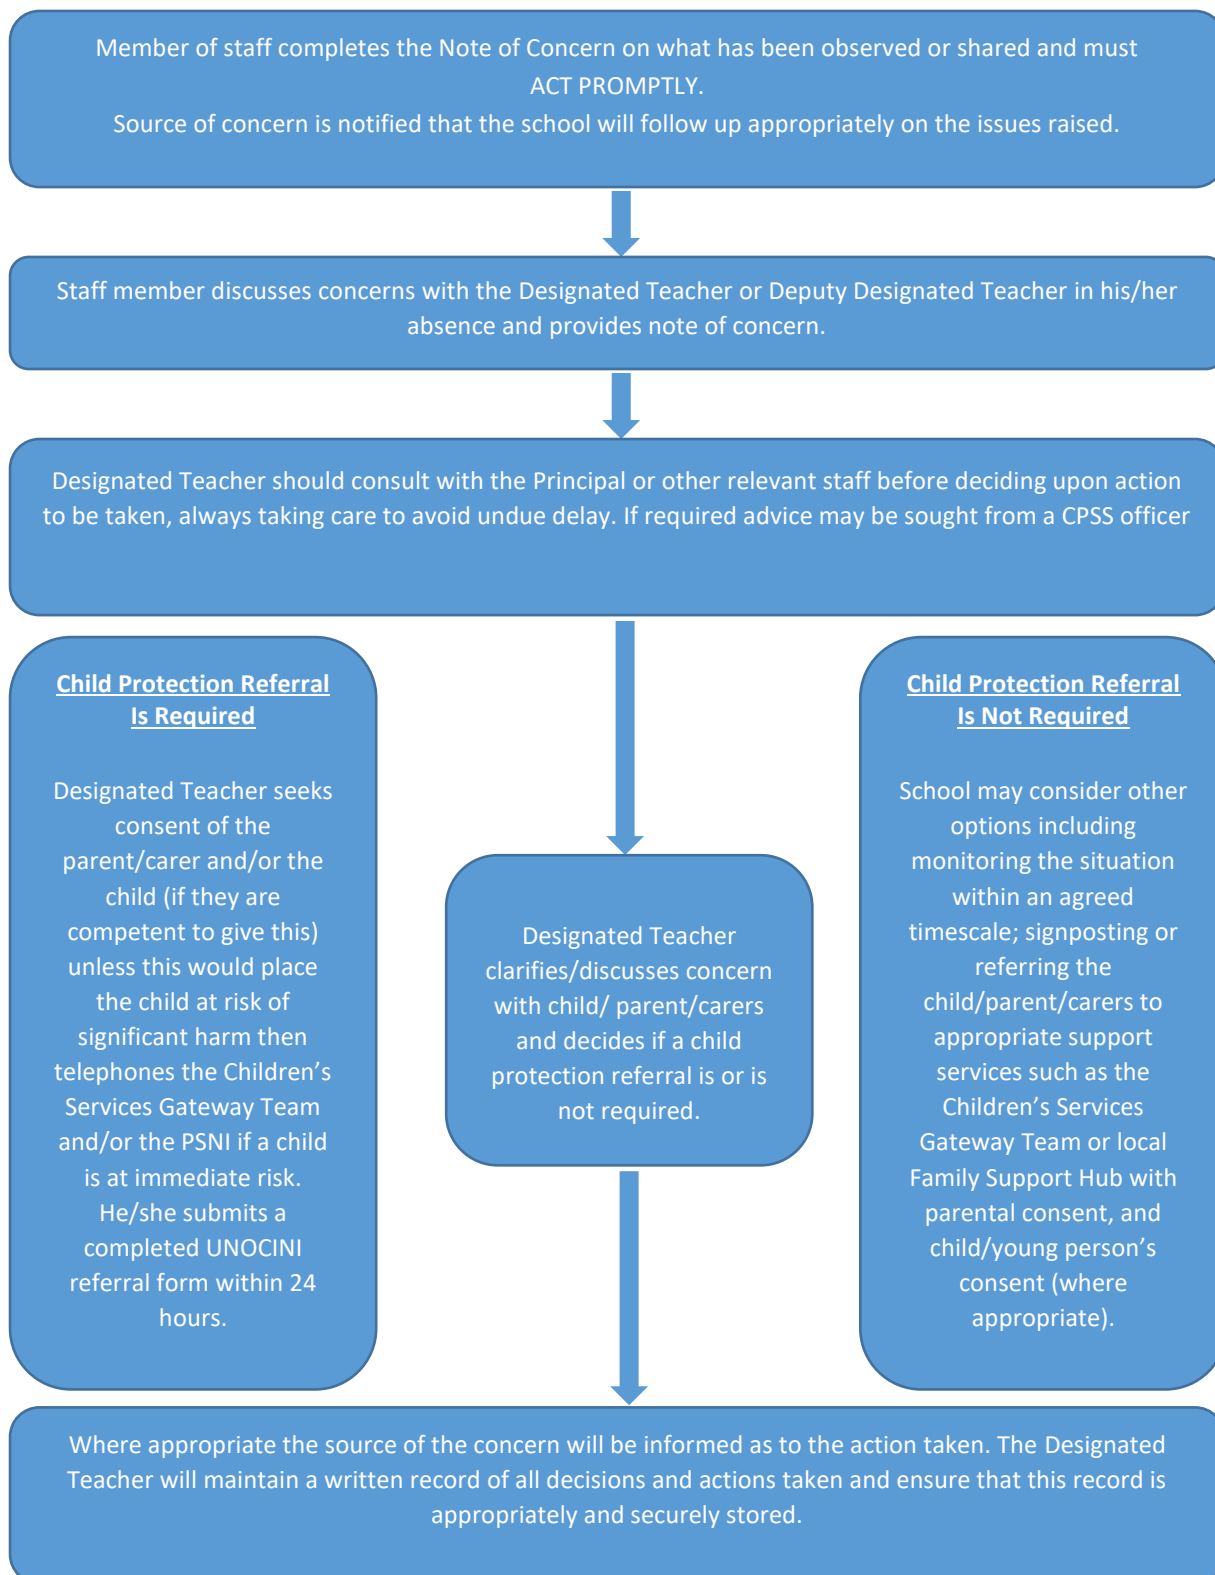 Member of staff completes the Note of Concern on what has been observed or shared and must
ACT PROMPTLY.
Source of concern is notified that the school will follow up appropriately on the issues raised.
Staff member discusses concerns with the Designated Teacher or Deputy Designated Teacher in his/her
absence and provides note of concern.
Designated Teacher should consult with the Principal or other relevant staff before deciding upon action
to be taken, always taking care to avoid undue delay. If required advice may be sought from a CPSS officer
Child Protection Referral
Is Required
Designated Teacher seeks
consent of the
parent/carer and/or the
child (if they are
competent to give this)
unless this would place
the child at risk of
significant harm then
telephones the Children’s
Services Gateway Team
and/or the PSNI if a child
is at immediate risk.
He/she submits a
completed UNOCINI
referral form within 24
hours.
Designated Teacher
clarifies/discusses concern
with child/ parent/carers
and decides if a child
protection referral is or is
not required.
Child Protection Referral
Is Not Required
School may consider other
options including
monitoring the situation
within an agreed
timescale; signposting or
referring the
child/parent/carers to
appropriate support
services such as the
Children’s Services
Gateway Team or local
Family Support Hub with
parental consent, and
child/young person’s
consent (where
appropriate).
Where appropriate the source of the concern will be informed as to the action taken. The Designated
Teacher will maintain a written record of all decisions and actions taken and ensure that this record is
appropriately and securely stored.